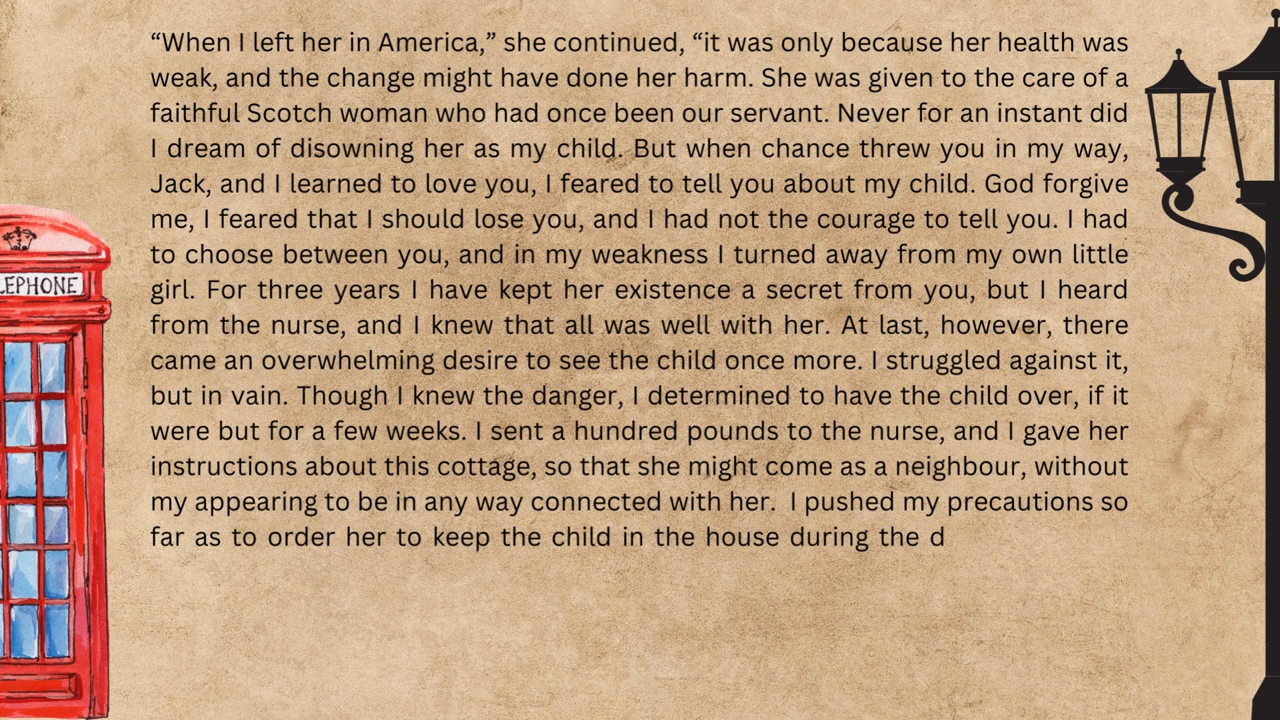 “When I left her in America,” she continued, “it was only because her health was
weak, and the change might have done her harm. She was given to the care of a
faithful Scotch woman who had once been our servant. Never for an instant did
I dream of disowning her as my child. But when chance threw you in my way,
Jack, and I learned to love you, I feared to tell you about my child. God forgive
me, I feared that I should lose you, and I had not the courage to tell you. I had
to choose between you, and in my weakness I turned away from my own little
girl. For three years I have kept her existence a secret from you, but I heard
from the nurse, and I knew that all was well with her. At last, however, there
came an overwhelming desire to see the child once more. I struggled against it,
but in vain. Though I knew the danger, I determined to have the child over, if it
were but for a few weeks. I sent a hundred pounds to the nurse, and I gave her
instructions about this cottage, so that she might come as a neighbour, without
my appearing to be in any way connected with her.  I pushed my precautions so
far as to order her to keep the child in the house during the d
LEPHONE